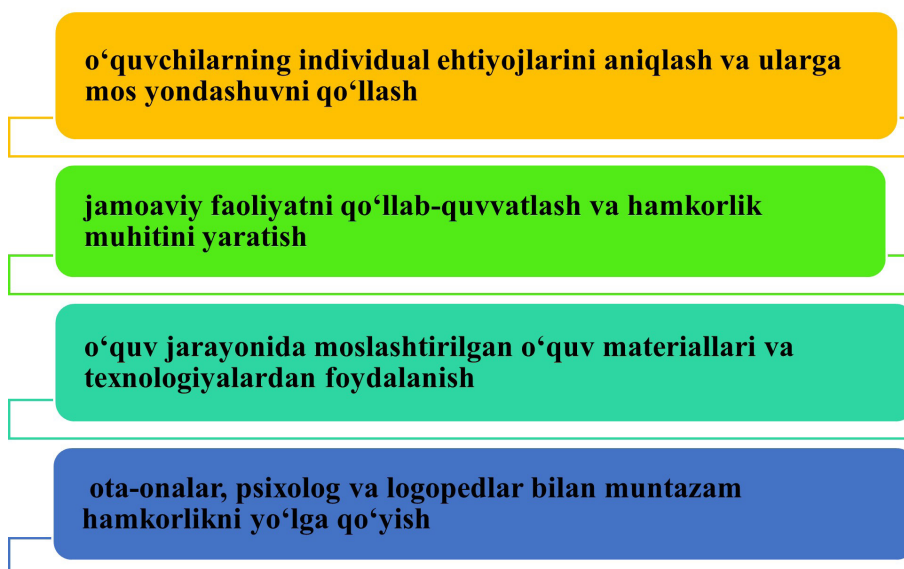 o‘quvchilarning individual ehtiyojlarini aniqlash va ularga
mos yondashuvni qo‘llash
jamoaviy faoliyatni qo‘llab-quvvatlash va hamkorlik
muhitini yaratish
o‘quv jarayonida moslashtirilgan o‘quv materiallari va
texnologiyalardan foydalanish
ota-onalar, psixolog va logopedlar bilan muntazam
hamkorlikni yo‘lga qo‘yish